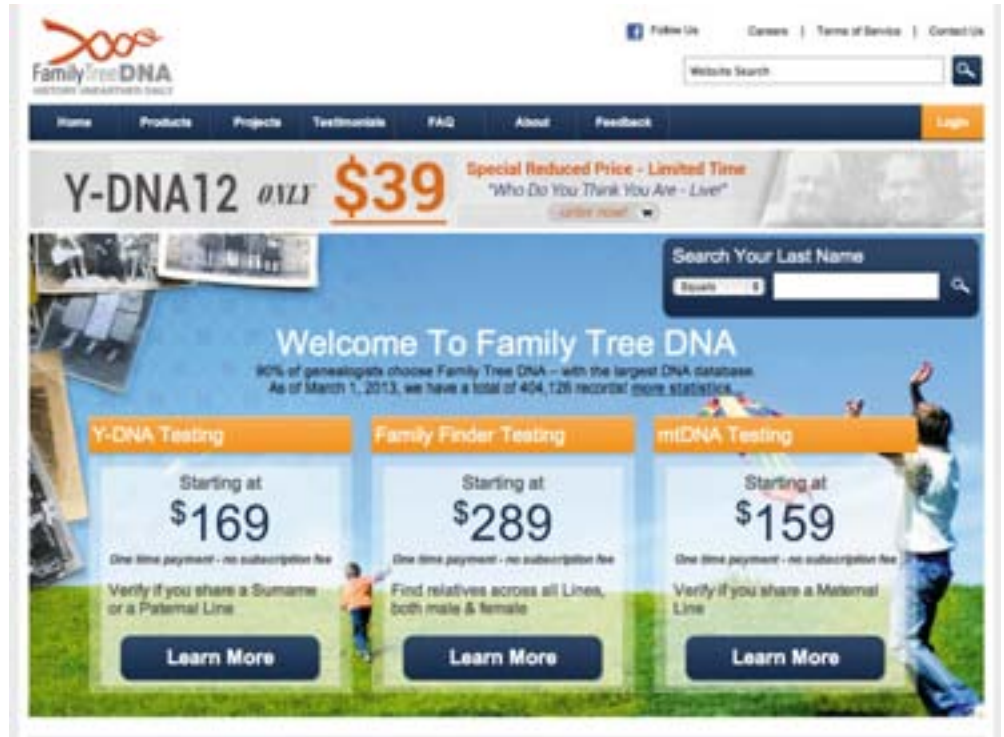 Follow Us
Careers | Terms of Service | Contact Us
FamilyTreeDNA
HISTORY UNEARTHED DAILY
Website Search
Home Products Projects Testimonials FAQ About Feedback Login
Y-DNA12 ONLY $39
Special Reduced Price - Limited Time
"Who Do You Think You Are - Live!"
order now!
Search Your Last Name
Equals
Welcome To Family Tree DNA
90% of genealogists choose Family Tree DNA – with the largest DNA database.
As of March 1, 2013, we have a total of 404,126 records! more statistics...
Y-DNA Testing
Starting at
$169
One time payment - no subscription fee
Verify if you share a Surname
or a Paternal Line
Learn More
Family Finder Testing
Starting at
$289
One time payment - no subscription fee
Find relatives across all Lines,
both male & female
Learn More
mtDNA Testing
Starting at
$159
One time payment - no subscription fee
Verify if you share a Maternal
Line
Learn More